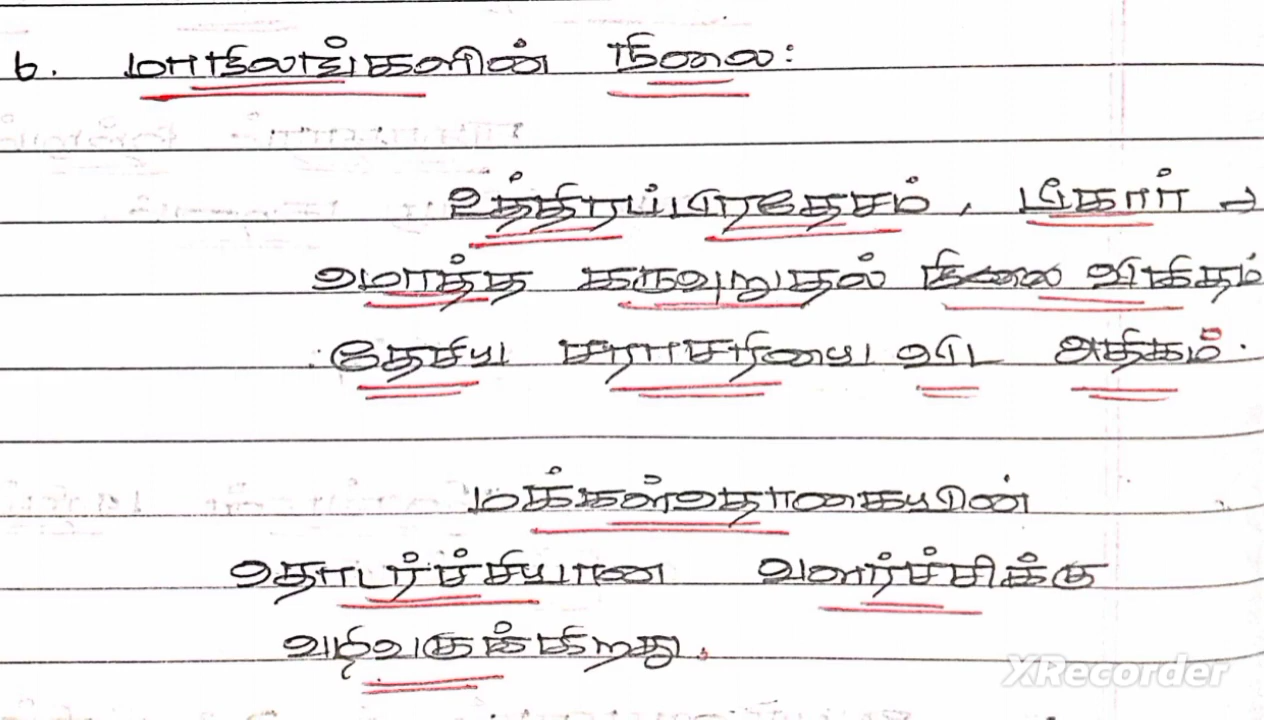 6. மாநிலங்களின் நிலை:
உத்திரப்பிரதேசம், பிகார் →
மொத்த கருவுறுதல் நிலை விகிதம்
தேசிய சராசரியை விட அதிகம்.
மக்கள்தொகையின்
தொடர்ச்சியான வளர்ச்சிக்கு
வழிவகுக்கிறது.
XRecorder